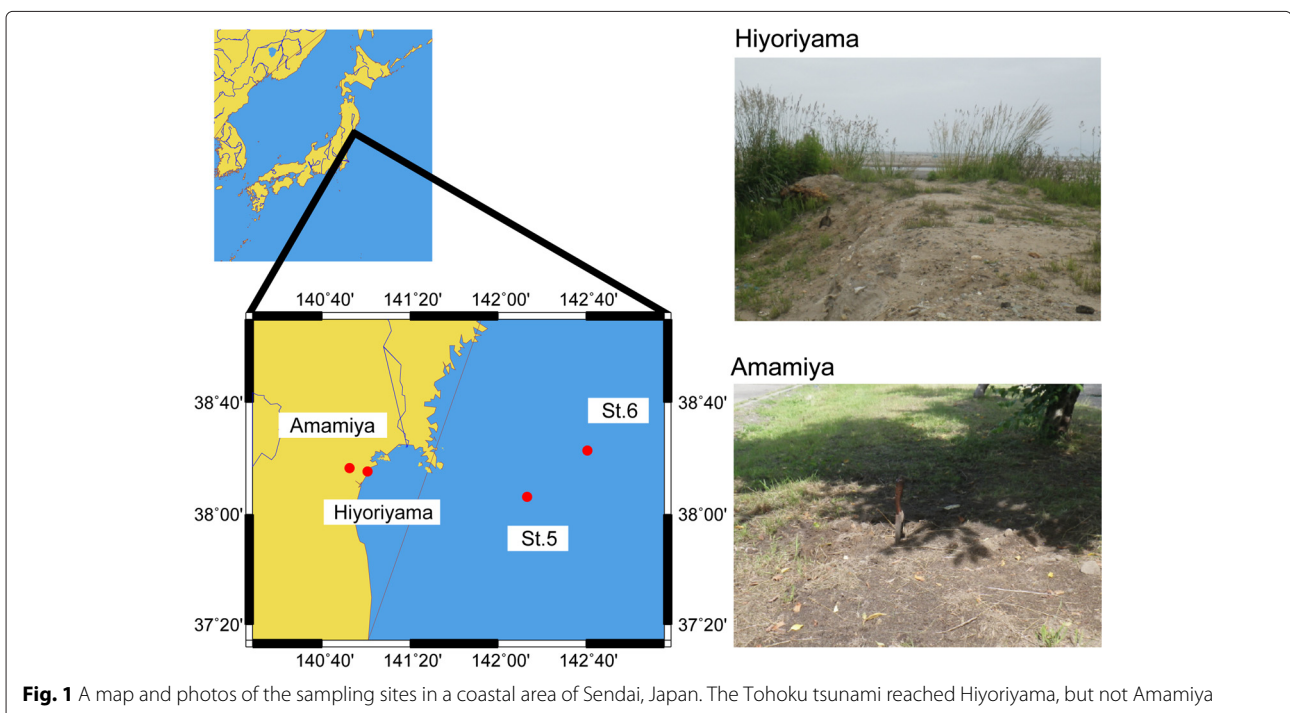 Hiyoriyama
140°40' 141°20' 142°00' 142°40'
38°40' 38°40'
St.6
Amamiya
Hiyoriyama
38°00' 38°00'
St.5
37°20' 37°20'
140°40' 141°20' 142°00' 142°40'
Amamiya
Fig. 1 A map and photos of the sampling sites in a coastal area of Sendai, Japan. The Tohoku tsunami reached Hiyoriyama, but not Amamiya